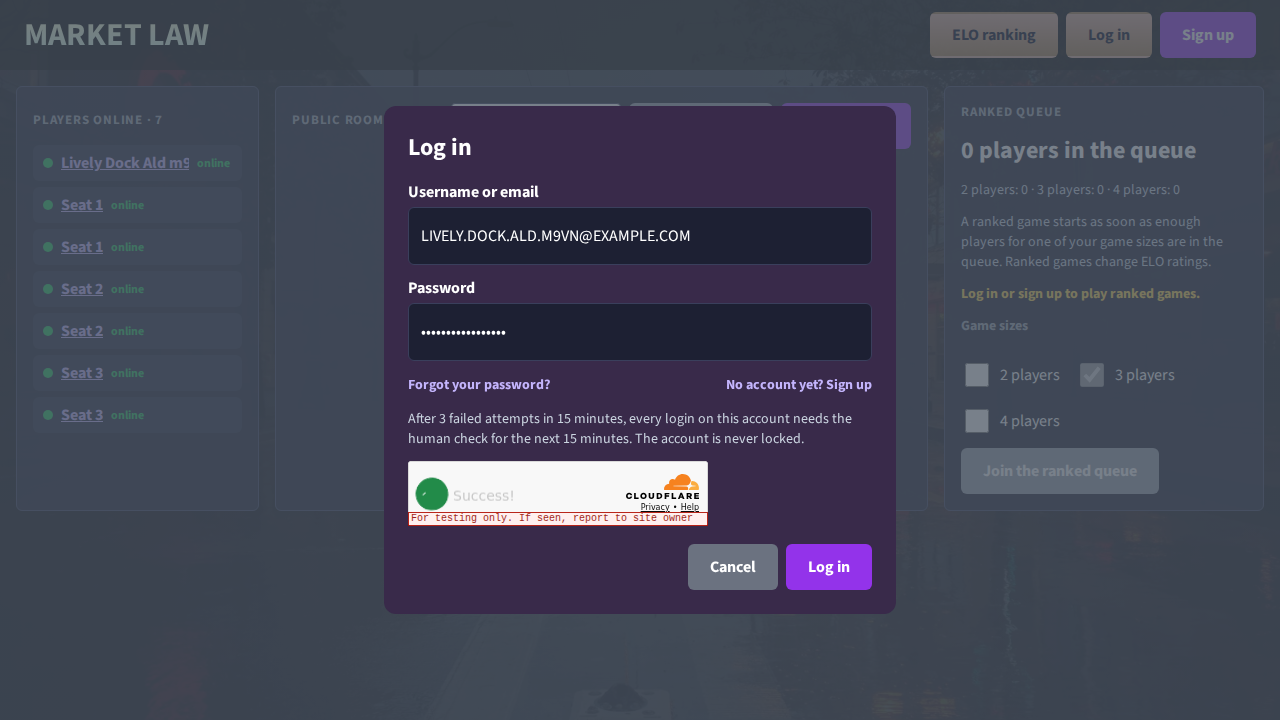 MARKET LAW
ELO ranking
Log in
Sign up
PLAYERS ONLINE · 7
Lively Dock Ald m9
online
Seat 1 online
Seat 1 online
Seat 2 online
Seat 2 online
Seat 3 online
Seat 3 online
PUBLIC ROOM
Log in
Username or email
LIVELY.DOCK.ALD.M9VN@EXAMPLE.COM
Password
•••••••••••••••••
Forgot your password?
No account yet? Sign up
After 3 failed attempts in 15 minutes, every login on this account needs the
human check for the next 15 minutes. The account is never locked.
Success!
CLOUDFLARE
Privacy • Help
For testing only. If seen, report to site owner
Cancel
Log in
RANKED QUEUE
0 players in the queue
2 players: 0 · 3 players: 0 · 4 players: 0
A ranked game starts as soon as enough
players for one of your game sizes are in the
queue. Ranked games change ELO ratings.
Log in or sign up to play ranked games.
Game sizes
2 players
3 players
4 players
Join the ranked queue